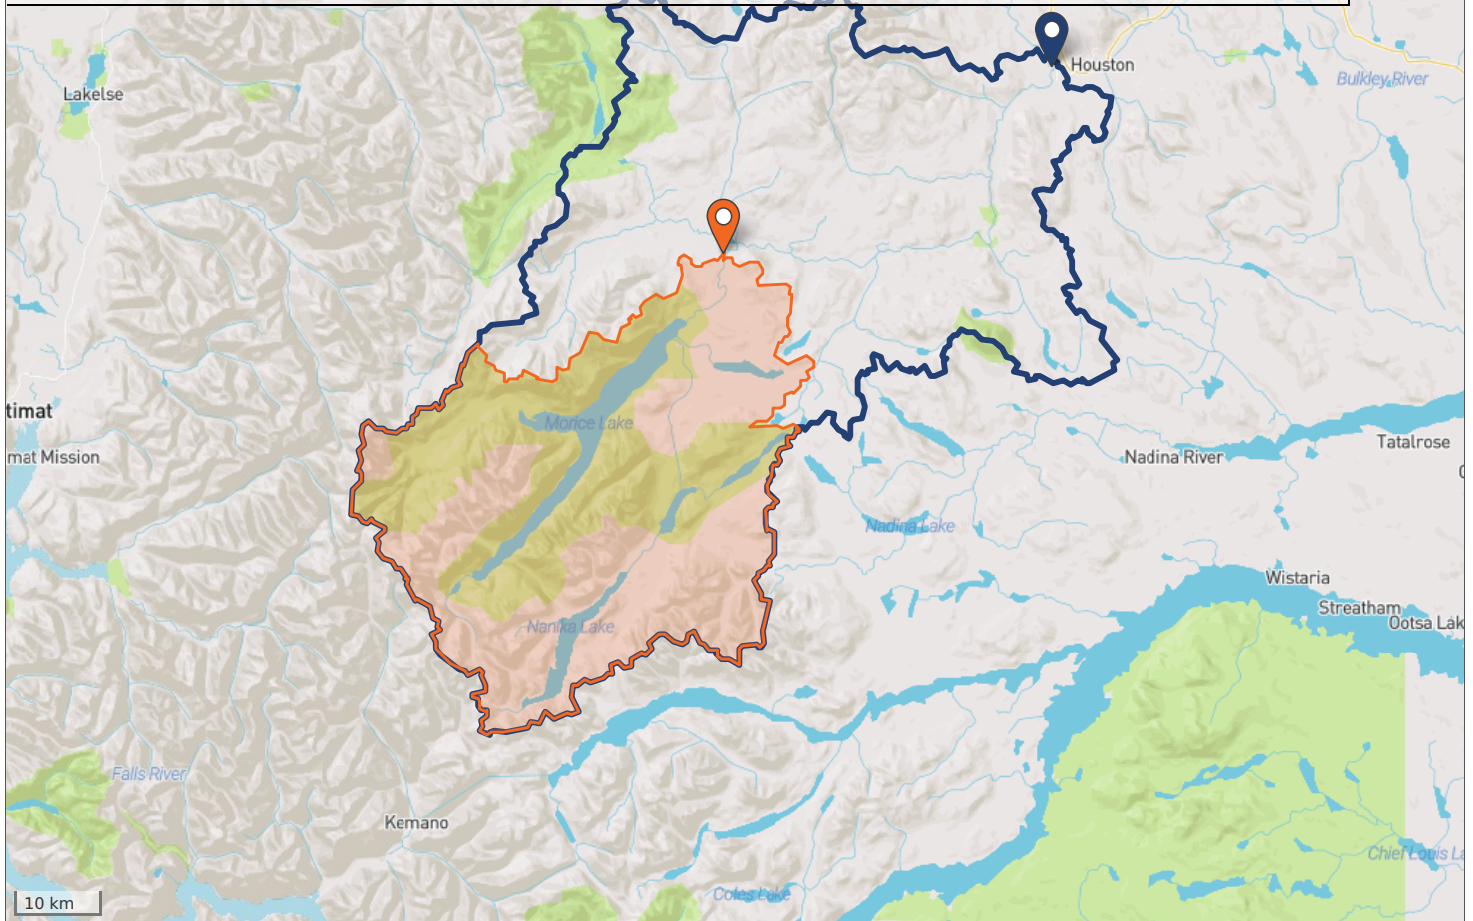 Houston
Bulkley River
Lakelse
timat
Morice Lake
Tatalrose
mat Mission
Nadina River
Nadina Lake
Wistaria
Streatham
Ootsa Lak
Nanika Lake
Falls River
Kemano
Chief Louis La
Coles Lake
10 km